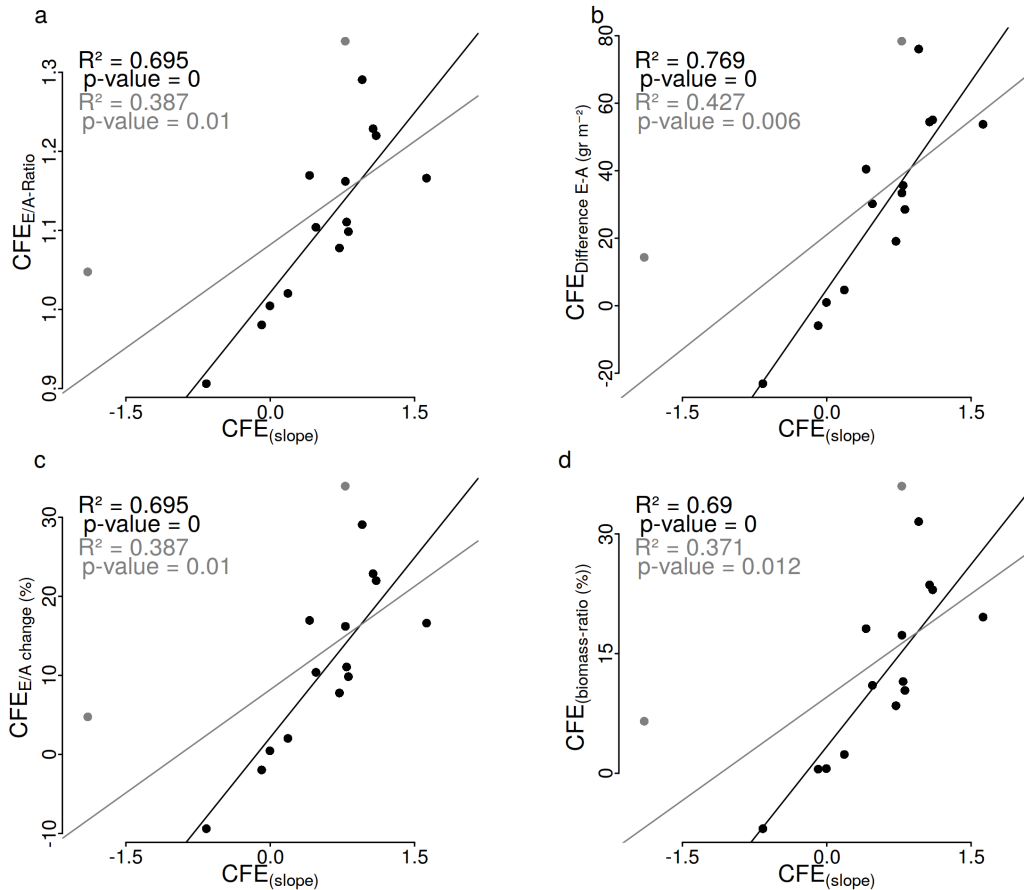 a
R² = 0.695
p-value = 0
R² = 0.387
p-value = 0.01
CFE E/A-Ratio
1.3
1.2
1.1
1.0
0.9
-1.5 0.0 1.5
CFE (slope)
b
R² = 0.769
p-value = 0
R² = 0.427
p-value = 0.006
CFE Difference E-A (gr m⁻²)
80
60
40
20
0
-20
-1.5 0.0 1.5
CFE (slope)
c
R² = 0.695
p-value = 0
R² = 0.387
p-value = 0.01
CFE E/A change (%)
30
20
10
0
-10
-1.5 0.0 1.5
CFE (slope)
d
R² = 0.69
p-value = 0
R² = 0.371
p-value = 0.012
CFE (biomass-ratio (%))
30
15
0
-1.5 0.0 1.5
CFE (slope)